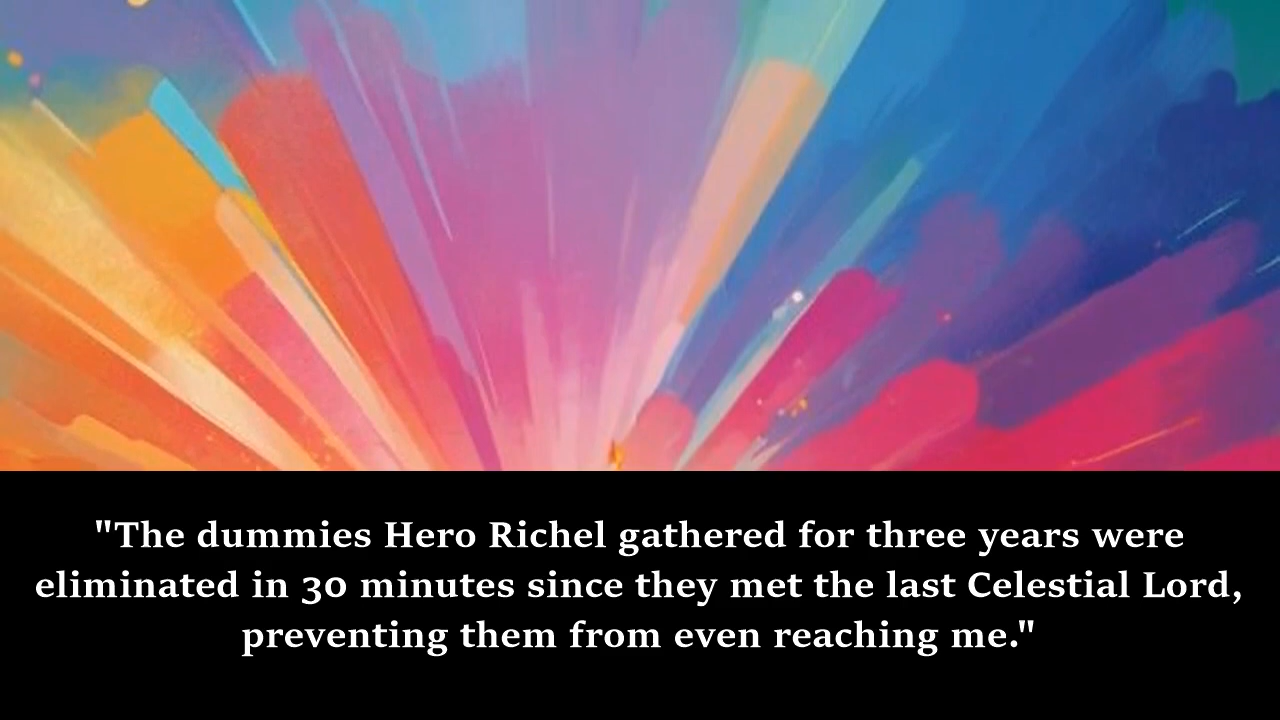 "The dummies Hero Richel gathered for three years were
eliminated in 30 minutes since they met the last Celestial Lord,
preventing them from even reaching me."